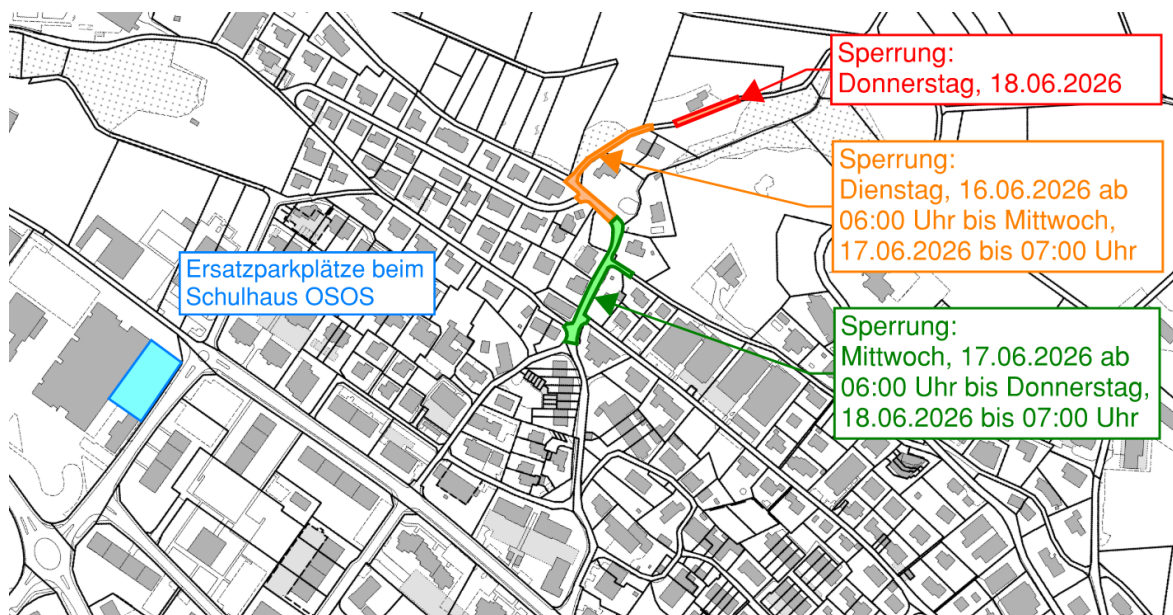 Sperrung:
Donnerstag, 18.06.2026
Sperrung:
Dienstag, 16.06.2026 ab
06:00 Uhr bis Mittwoch,
17.06.2026 bis 07:00 Uhr
Ersatzparkplätze beim
Schulhaus OSOS
Sperrung:
Mittwoch, 17.06.2026 ab
06:00 Uhr bis Donnerstag,
18.06.2026 bis 07:00 Uhr